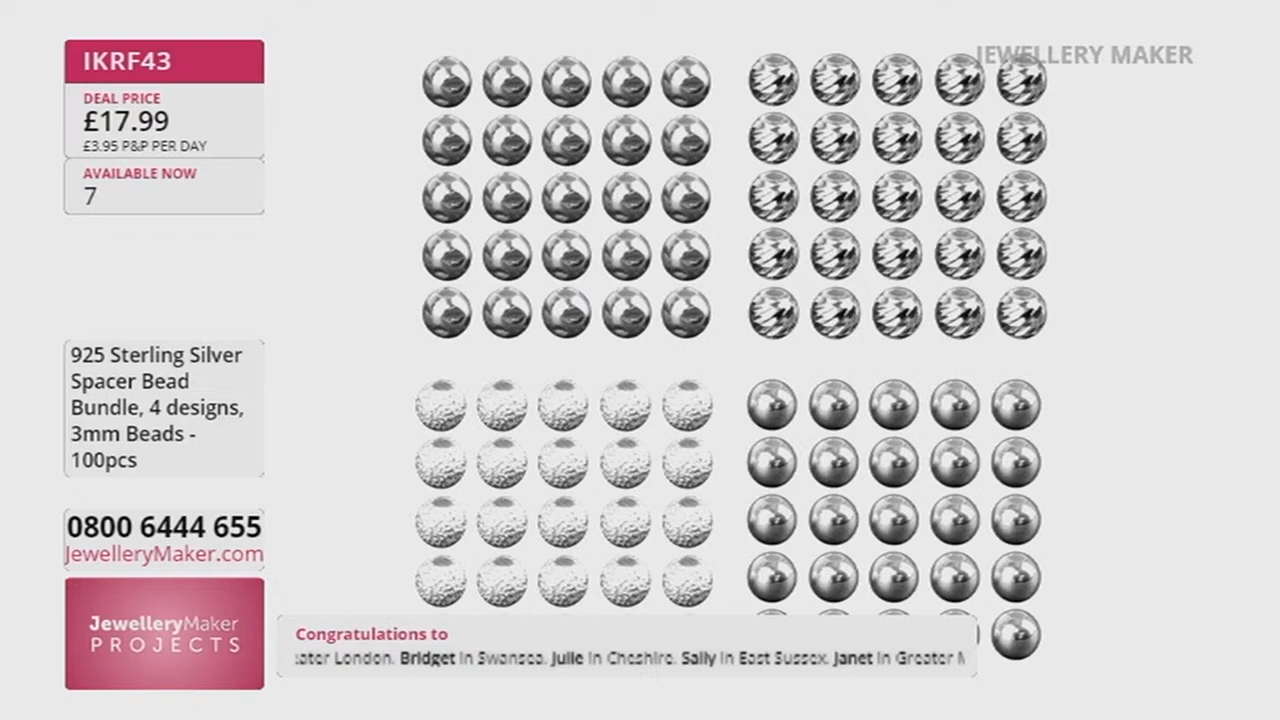 IKRF43
DEAL PRICE
£17.99
£3.95 P&P PER DAY
AVAILABLE NOW
7
JEWELLERY MAKER
925 Sterling Silver
Spacer Bead
Bundle, 4 designs,
3mm Beads -
100pcs
0800 6444 655
JewelleryMaker.com
JewelleryMaker
PROJECTS
Congratulations to
London. Bridget in Swansea. Julie in Cheshire. Sally in East Sussex. Janet in Greater